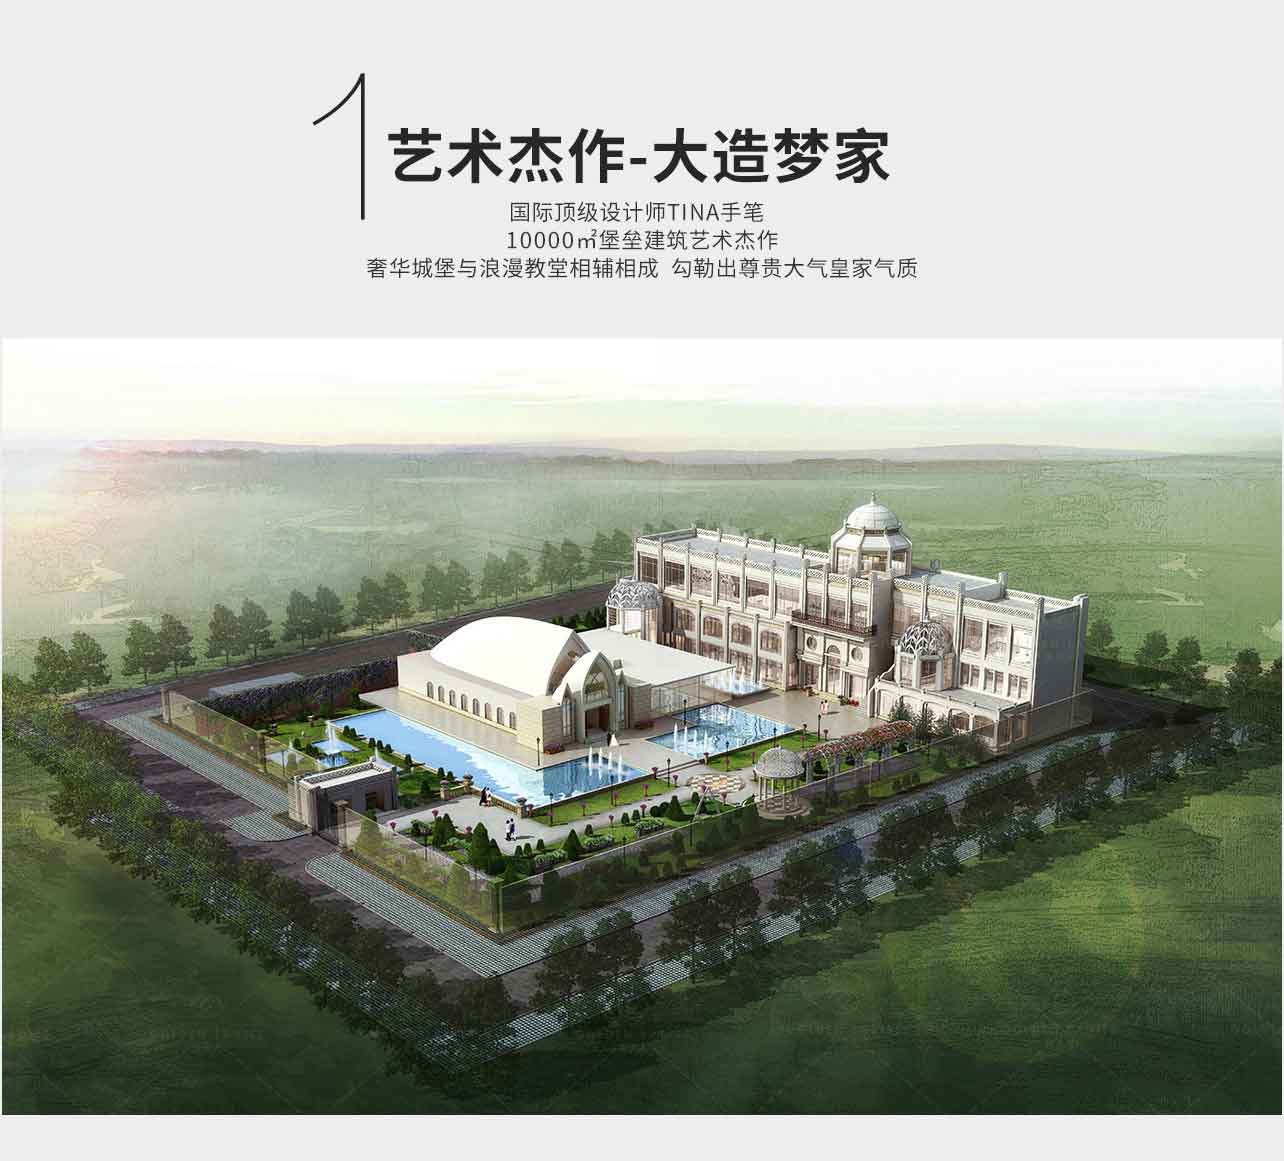 1
艺术杰作-大造梦家
国际顶级设计师TINA手笔
10000㎡堡垒建筑艺术杰作
奢华城堡与浪漫教堂相辅相成 勾勒出尊贵大气皇家气质